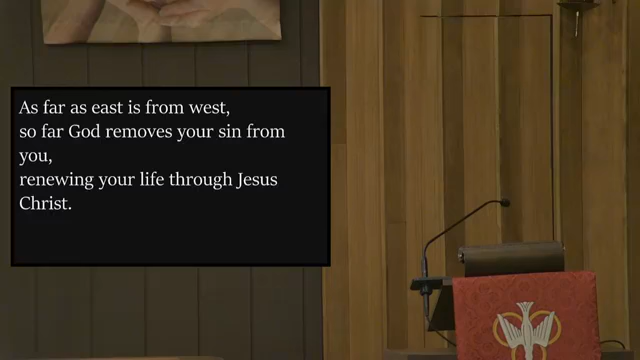 As far as east is from west,
so far God removes your sin from
you,
renewing your life through Jesus
Christ.